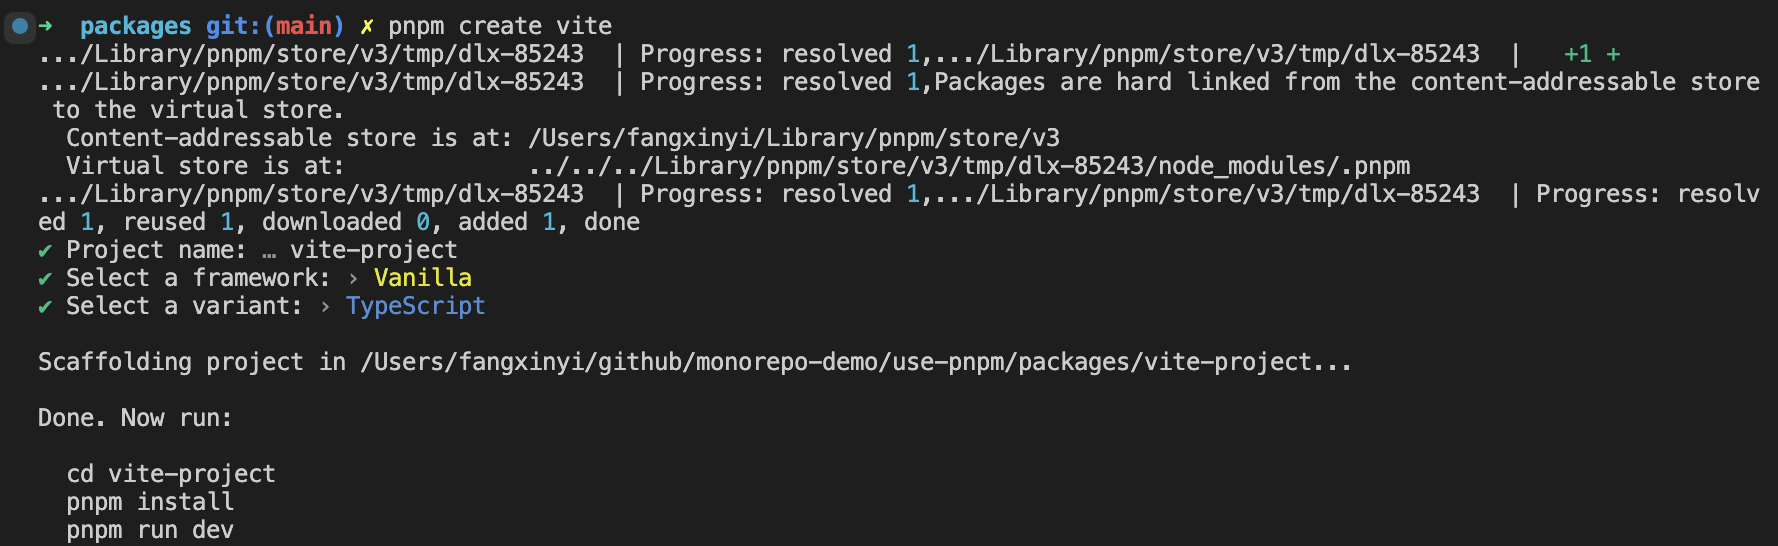 ➜  packages git:(main) ✗ pnpm create vite
.../Library/pnpm/store/v3/tmp/dlx-85243  | Progress: resolved 1,.../Library/pnpm/store/v3/tmp/dlx-85243  |   +1 +
.../Library/pnpm/store/v3/tmp/dlx-85243  | Progress: resolved 1,Packages are hard linked from the content-addressable store
 to the virtual store.
  Content-addressable store is at: /Users/fangxinyi/Library/pnpm/store/v3
  Virtual store is at:             ../../../Library/pnpm/store/v3/tmp/dlx-85243/node_modules/.pnpm
.../Library/pnpm/store/v3/tmp/dlx-85243  | Progress: resolved 1,.../Library/pnpm/store/v3/tmp/dlx-85243  | Progress: resolv
ed 1, reused 1, downloaded 0, added 1, done
✔ Project name: … vite-project
✔ Select a framework: › Vanilla
✔ Select a variant: › TypeScript
Scaffolding project in /Users/fangxinyi/github/monorepo-demo/use-pnpm/packages/vite-project...
Done. Now run:
  cd vite-project
  pnpm install
  pnpm run dev